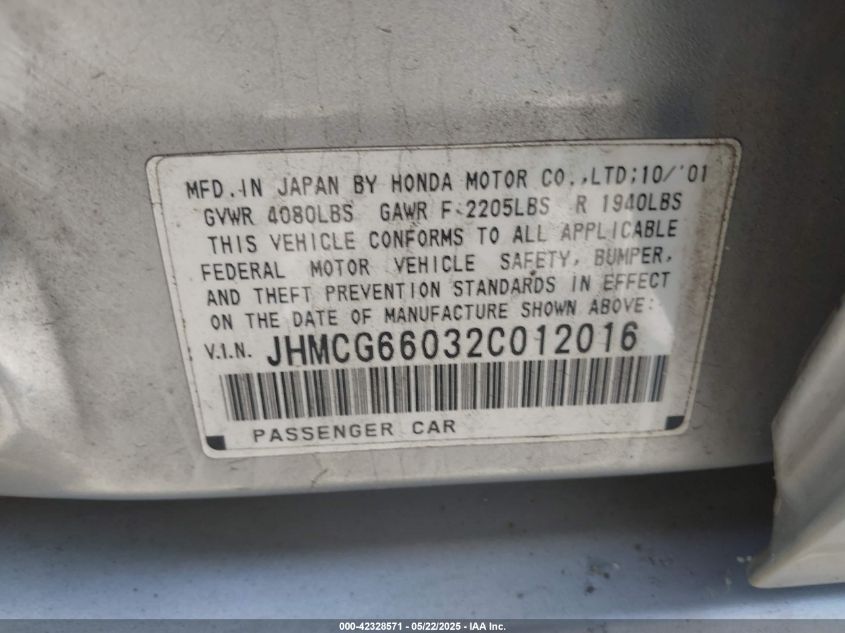 MFD. IN JAPAN BY HONDA MOTOR CO.,LTD;10/'01
GVWR 4080LBS GAWR F 2205LBS R 1940LBS
THIS VEHICLE CONFORMS TO ALL APPLICABLE
FEDERAL MOTOR VEHICLE SAFETY, BUMPER,
AND THEFT PREVENTION STANDARDS IN EFFECT
ON THE DATE OF MANUFACTURE SHOWN ABOVE:
V.I.N. JHMCG66032C012016
PASSENGER CAR
000-42328571 - 05/22/2025 - IAA Inc.